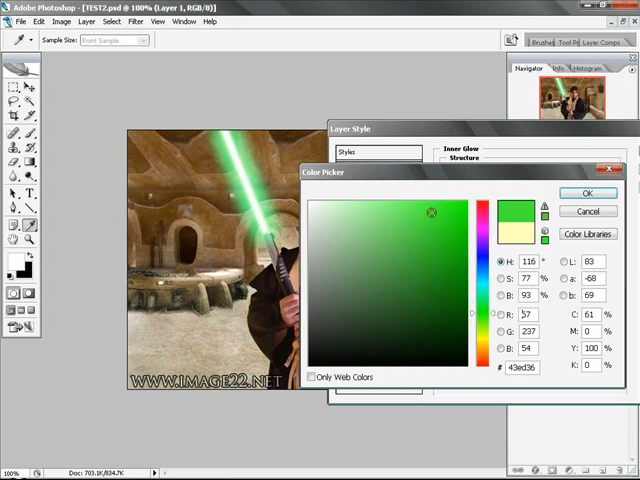 Adobe Photoshop - [TEST2.psd @ 100% (Layer 1, RGB/8)]
File Edit Image Layer Select Filter View Window Help
Sample Size: Point Sample
Brushes Tool Pr Layer Comps
Navigator Info Histogram
Layer Style
Styles
Inner Glow
Structure
Color Picker
OK
Cancel
Color Libraries
H: 116 ° L: 83
S: 77 % a: -68
B: 93 % b: 69
R: 67 C: 61 %
G: 237 M: 0 %
B: 54 Y: 100 %
# 43ed36 K: 0 %
Only Web Colors
WWW.IMAGE22.NET
100% Doc: 703.1K/834.7K